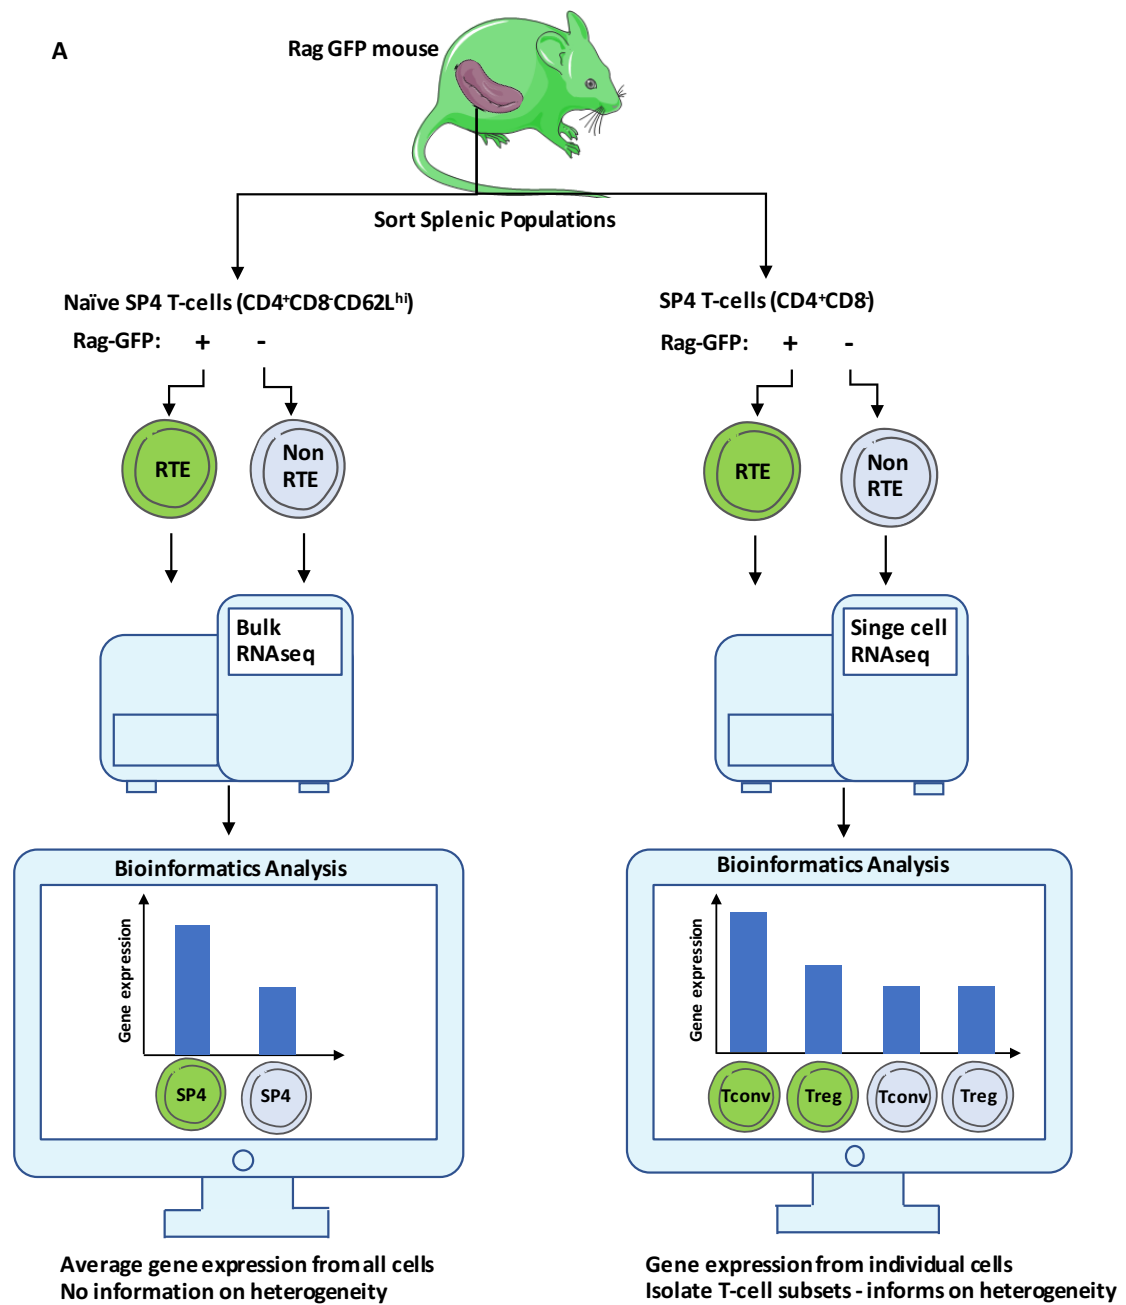 A
Rag GFP mouse
Sort Splenic Populations
Naïve SP4 T-cells (CD4⁺CD8⁻CD62Lʰⁱ)
Rag-GFP: + -
RTE
Non
RTE
Bulk
RNAseq
Bioinformatics Analysis
Gene expression
SP4
SP4
Average gene expression from all cells
No information on heterogeneity
SP4 T-cells (CD4⁺CD8⁻)
Rag-GFP: + -
RTE
Non
RTE
Singe cell
RNAseq
Bioinformatics Analysis
Gene expression
Tconv
Treg
Tconv
Treg
Gene expression from individual cells
Isolate T-cell subsets - informs on heterogeneity